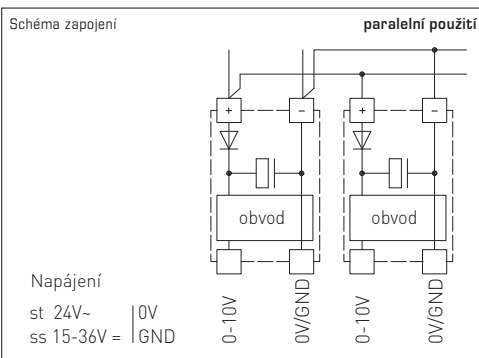 Schéma zapojení
paralelní použití
+ − + −
obvod obvod
0-10V 0V/GND 0-10V 0V/GND
Napájení
st 24V~ 0V
ss 15-36V = GND